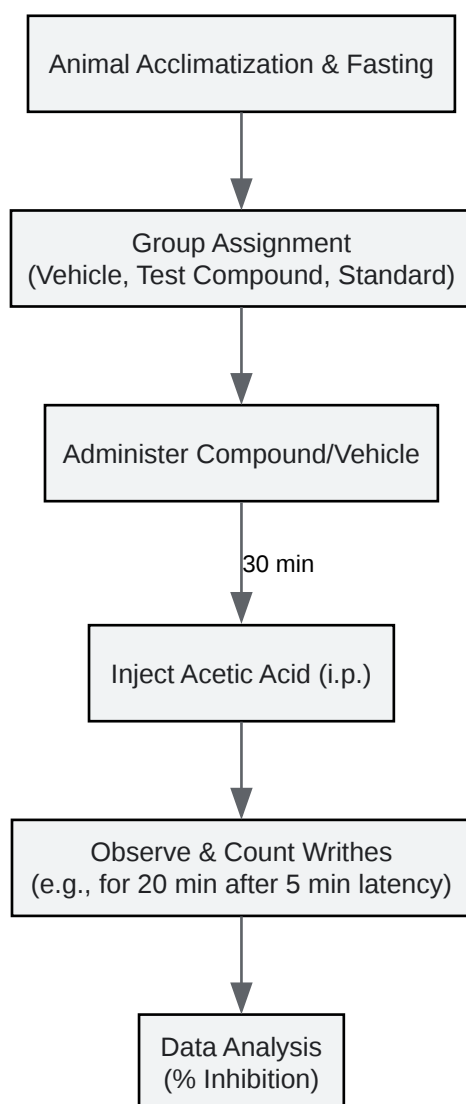 Animal Acclimatization & Fasting
Group Assignment
(Vehicle, Test Compound, Standard)
Administer Compound/Vehicle
30 min
Inject Acetic Acid (i.p.)
Observe & Count Writhes
(e.g., for 20 min after 5 min latency)
Data Analysis
(% Inhibition)